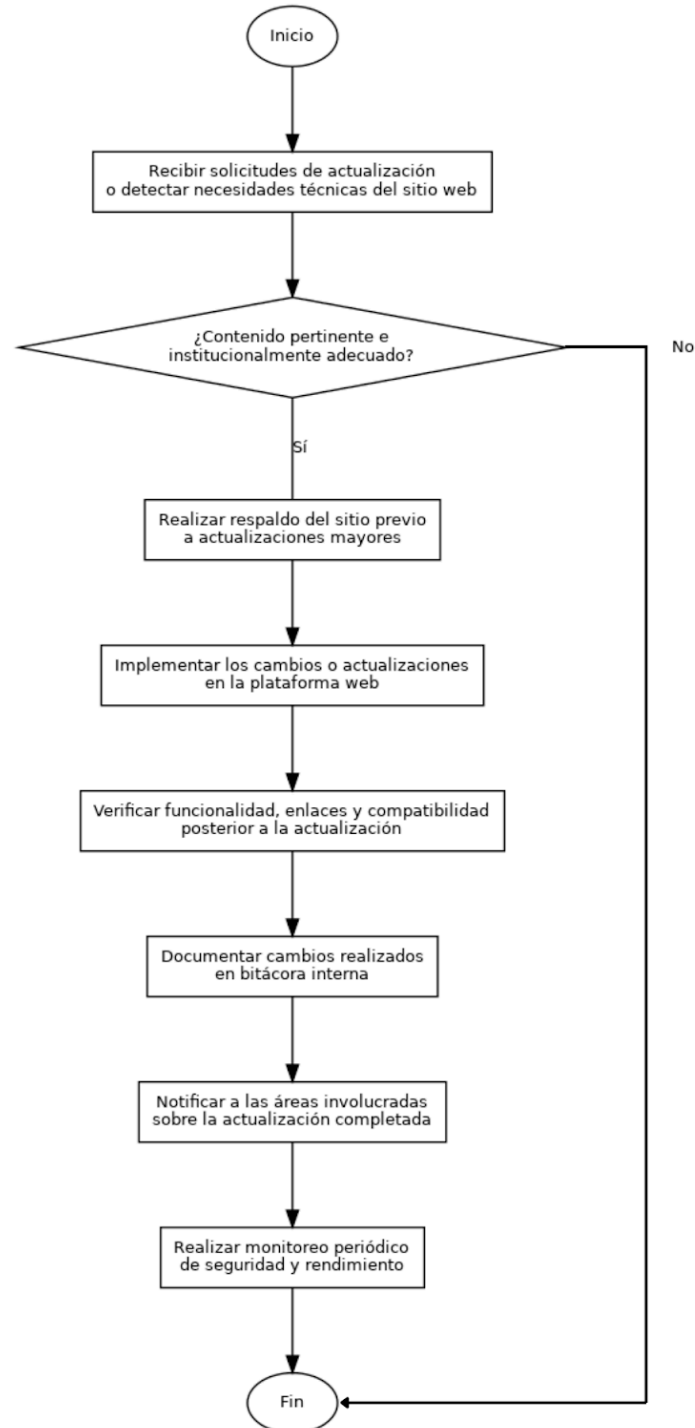 Inicio
Recibir solicitudes de actualización
o detectar necesidades técnicas del sitio web
¿Contenido pertinente e
institucionalmente adecuado?
No
Sí
Realizar respaldo del sitio previo
a actualizaciones mayores
Implementar los cambios o actualizaciones
en la plataforma web
Verificar funcionalidad, enlaces y compatibilidad
posterior a la actualización
Documentar cambios realizados
en bitácora interna
Notificar a las áreas involucradas
sobre la actualización completada
Realizar monitoreo periódico
de seguridad y rendimiento
Fin